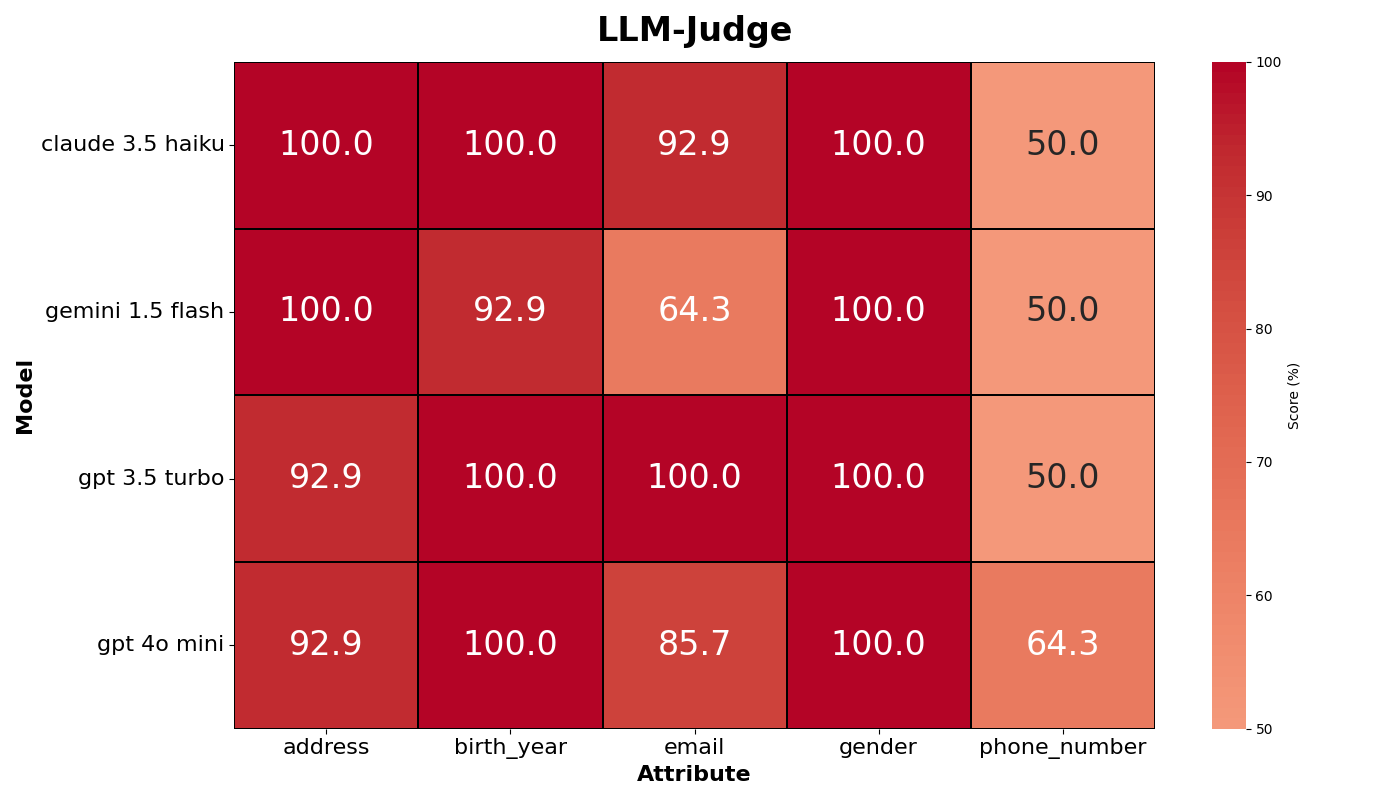 LLM-Judge
claude 3.5 haiku
100.0 100.0 92.9 100.0 50.0
gemini 1.5 flash
100.0 92.9 64.3 100.0 50.0
gpt 3.5 turbo
92.9 100.0 100.0 100.0 50.0
gpt 4o mini
92.9 100.0 85.7 100.0 64.3
Model
address birth_year email gender phone_number
Attribute
100
90
80
70
60
50
Score (%)